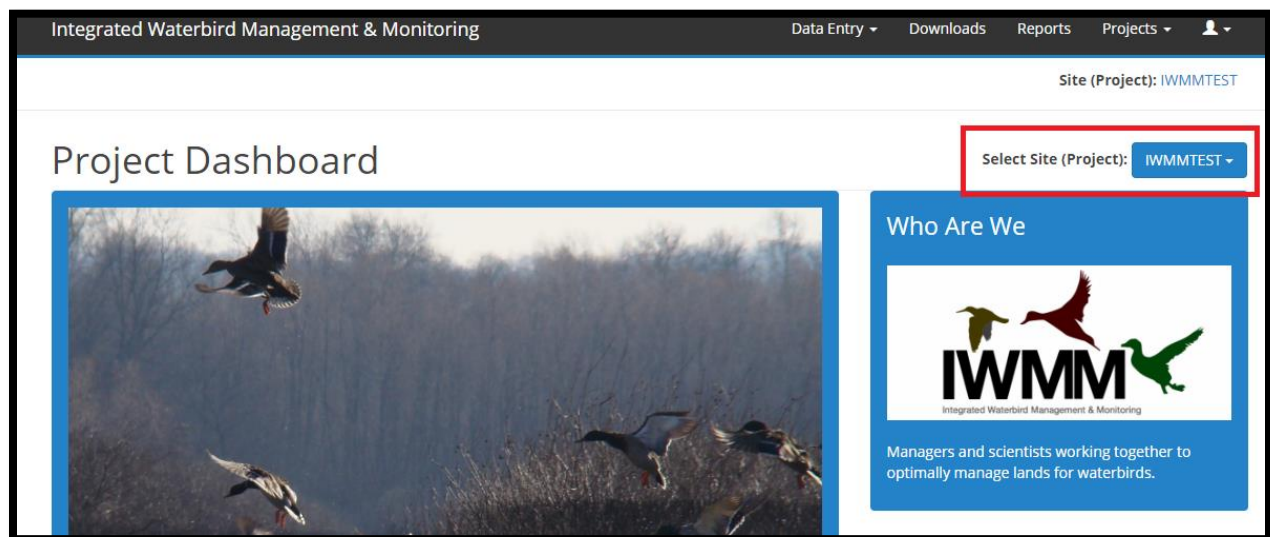 Integrated Waterbird Management & Monitoring
Data Entry Downloads Reports Projects
Site (Project): IWMMTEST
Project Dashboard
Select Site (Project): IWMMTEST
Who Are We
IWMM
Integrated Waterbird Management & Monitoring
Managers and scientists working together to
optimally manage lands for waterbirds.